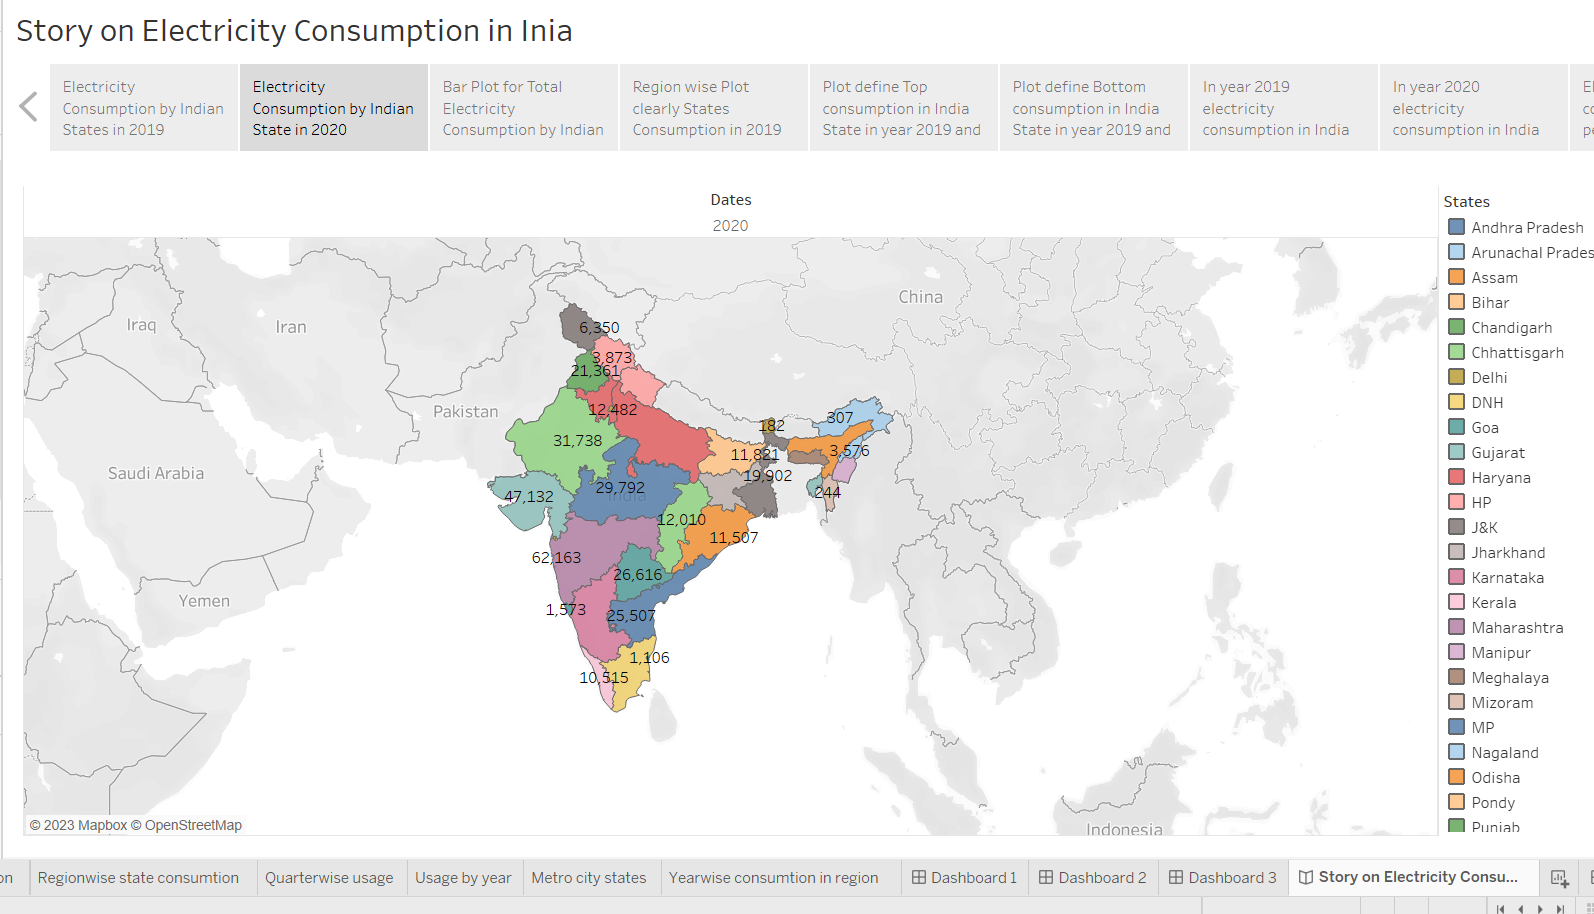 Story on Electricity Consumption in Inia
Electricity
Consumption by Indian
States in 2019
Electricity
Consumption by Indian
State in 2020
Bar Plot for Total
Electricity
Consumption by Indian
Region wise Plot
clearly States
Consumption in 2019
Plot define Top
consumption in India
State in year 2019 and
Plot define Bottom
consumption in India
State in year 2019 and
In year 2019
electricity
consumption in India
In year 2020
electricity
consumption in India
Dates
2020
China
Iraq
Iran
Pakistan
Saudi Arabia
Yemen
India
Indonesia
6,350
3,873
21,361
12,482
31,738
182
307
11,821
3,576
19,902
244
47,132
29,792
12,010
11,507
62,163
26,616
1,573
25,507
1,106
10,515
© 2023 Mapbox © OpenStreetMap
States
Andhra Pradesh
Arunachal Prades
Assam
Bihar
Chandigarh
Chhattisgarh
Delhi
DNH
Goa
Gujarat
Haryana
HP
J&K
Jharkhand
Karnataka
Kerala
Maharashtra
Manipur
Meghalaya
Mizoram
MP
Nagaland
Odisha
Pondy
Punjab
on
Regionwise state consumtion
Quarterwise usage
Usage by year
Metro city states
Yearwise consumtion in region
Dashboard 1
Dashboard 2
Dashboard 3
Story on Electricity Consu...